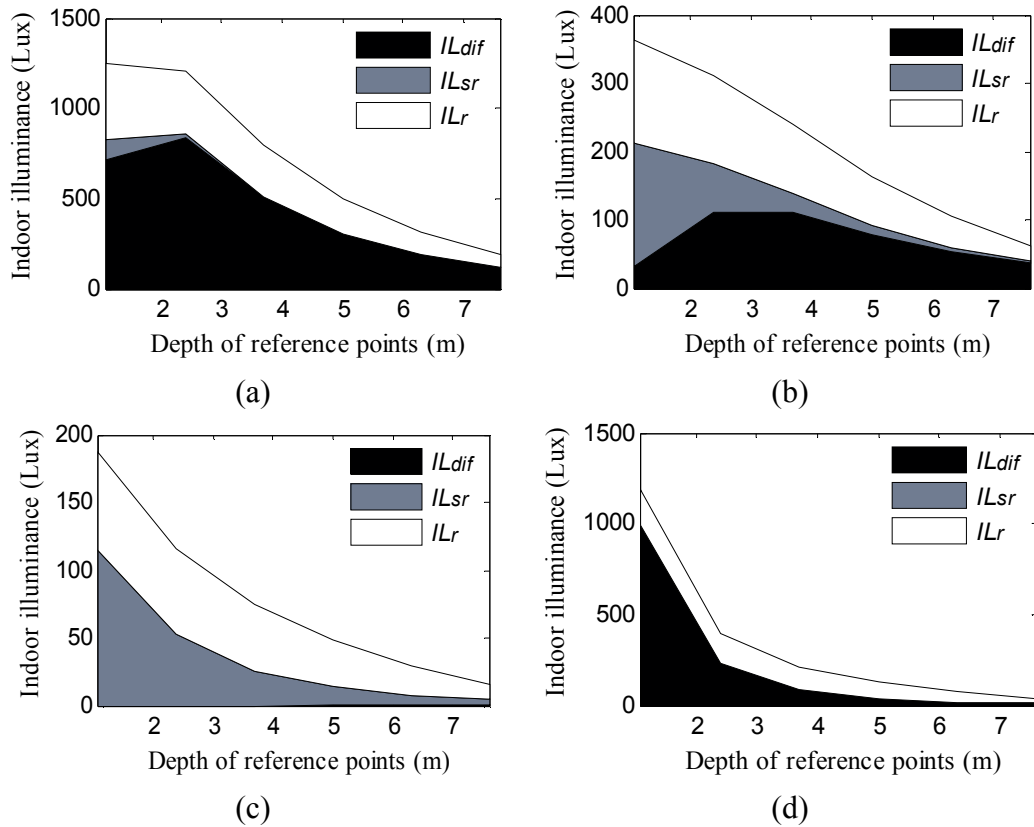 1500
1000
500
0
Indoor illuminance (Lux)
ILdif
ILsr
ILr
2 3 4 5 6 7
Depth of reference points (m)
(a)
400
300
200
100
0
Indoor illuminance (Lux)
ILdif
ILsr
ILr
2 3 4 5 6 7
Depth of reference points (m)
(b)
200
150
100
50
0
Indoor illuminance (Lux)
ILdif
ILsr
ILr
2 3 4 5 6 7
Depth of reference points (m)
(c)
1500
1000
500
0
Indoor illuminance (Lux)
ILdif
ILsr
ILr
2 3 4 5 6 7
Depth of reference points (m)
(d)